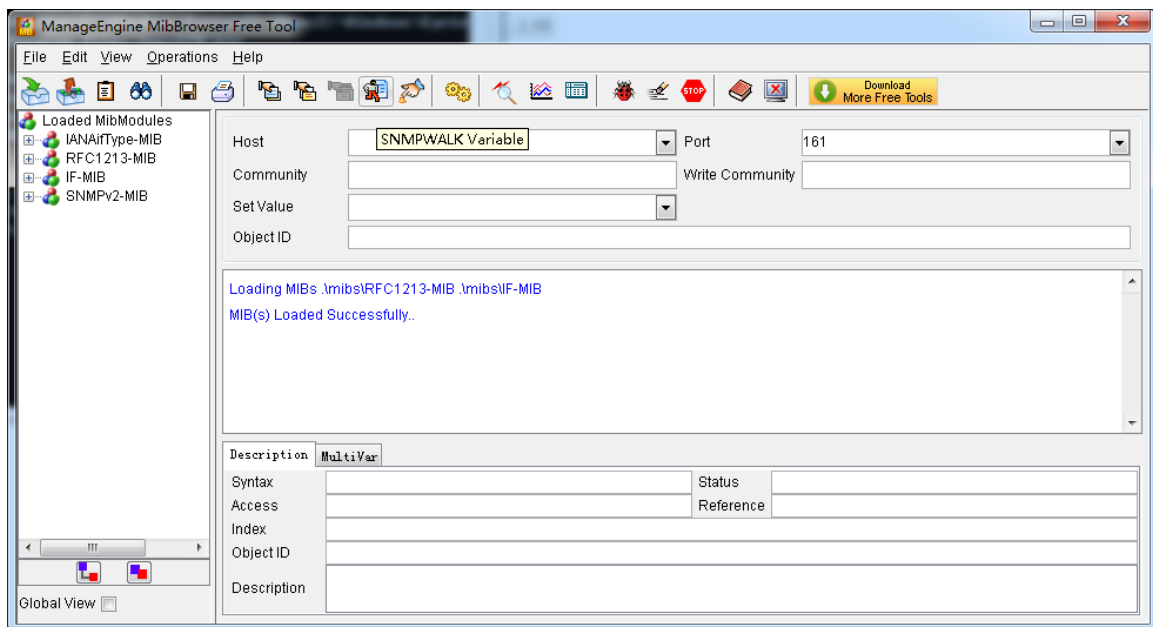 ManageEngine MibBrowser Free Tool
File Edit View Operations Help
STOP
Download
More Free Tools
Loaded MibModules
IANAifType-MIB
RFC1213-MIB
IF-MIB
SNMPv2-MIB
Global View
Host
SNMPWALK Variable
Port
161
Community
Write Community
Set Value
Object ID
Loading MIBs .\mibs\RFC1213-MIB .\mibs\IF-MIB
MIB(s) Loaded Successfully..
Description MultiVar
Syntax
Status
Access
Reference
Index
Object ID
Description